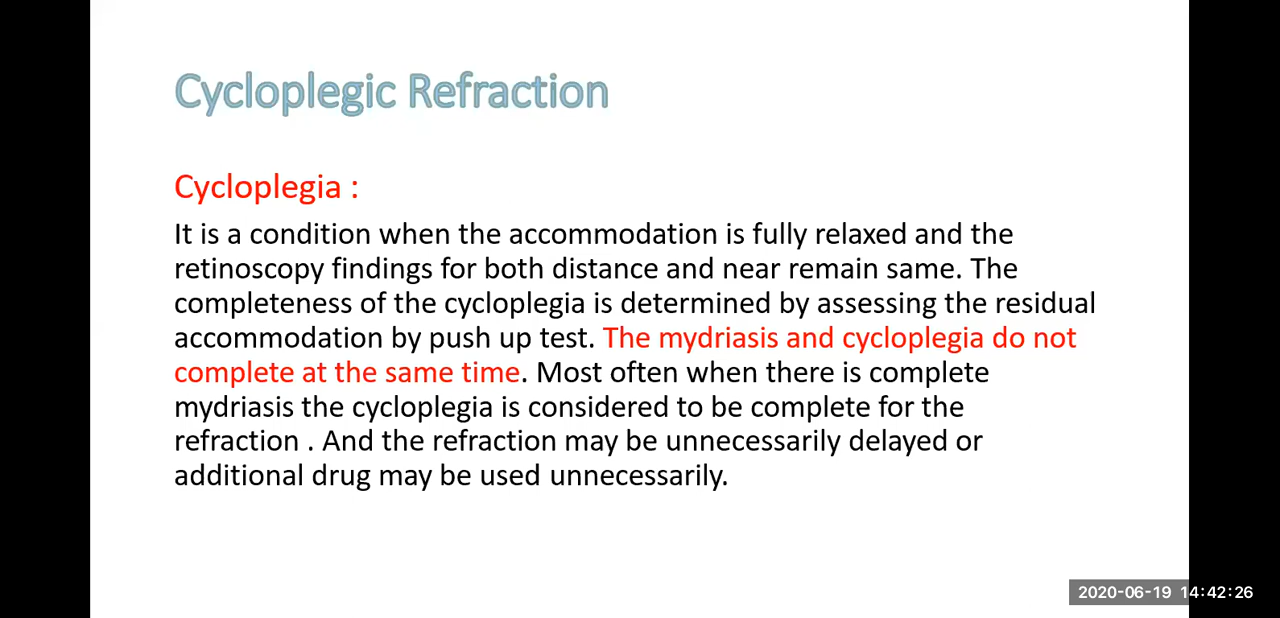 Cycloplegic Refraction
Cycloplegia :
It is a condition when the accommodation is fully relaxed and the
retinoscopy findings for both distance and near remain same. The
completeness of the cycloplegia is determined by assessing the residual
accommodation by push up test. The mydriasis and cycloplegia do not
complete at the same time. Most often when there is complete
mydriasis the cycloplegia is considered to be complete for the
refraction . And the refraction may be unnecessarily delayed or
additional drug may be used unnecessarily.
2020-06-19 14:42:26